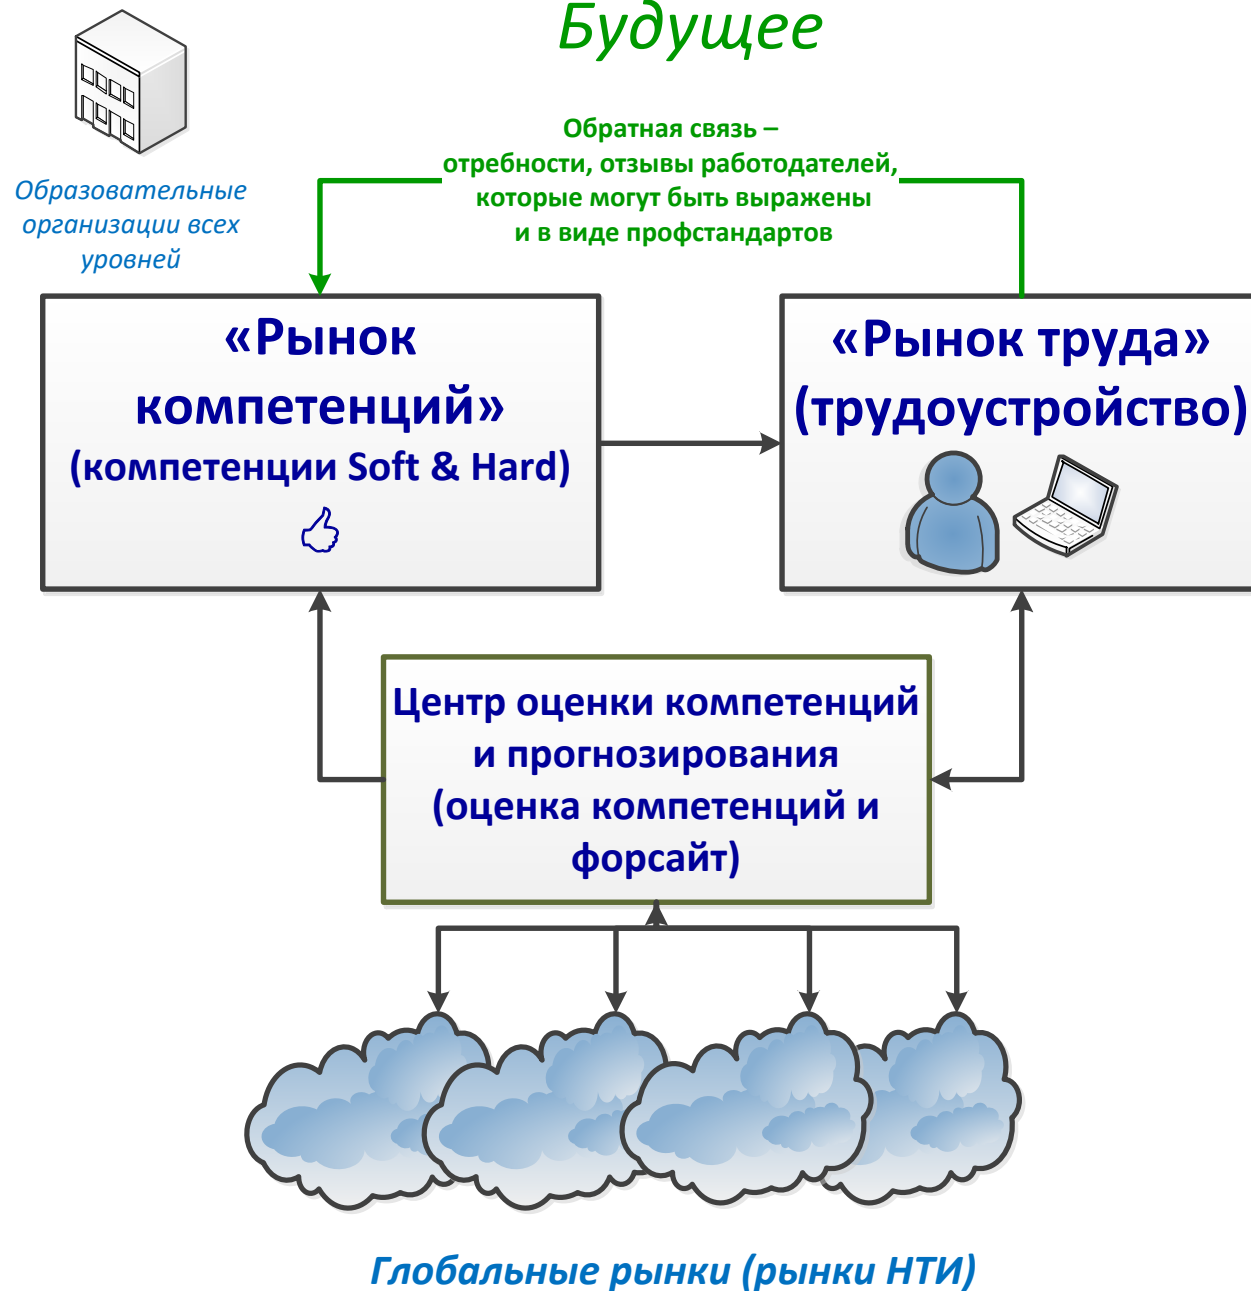 Будущее
Обратная связь –
отребности, отзывы работодателей,
которые могут быть выражены
и в виде профстандартов
Образовательные
организации всех
уровней
«Рынок
компетенций»
(компетенции Soft & Hard)
«Рынок труда»
(трудоустройство)
Центр оценки компетенций
и прогнозирования
(оценка компетенций и
форсайт)
Глобальные рынки (рынки НТИ)